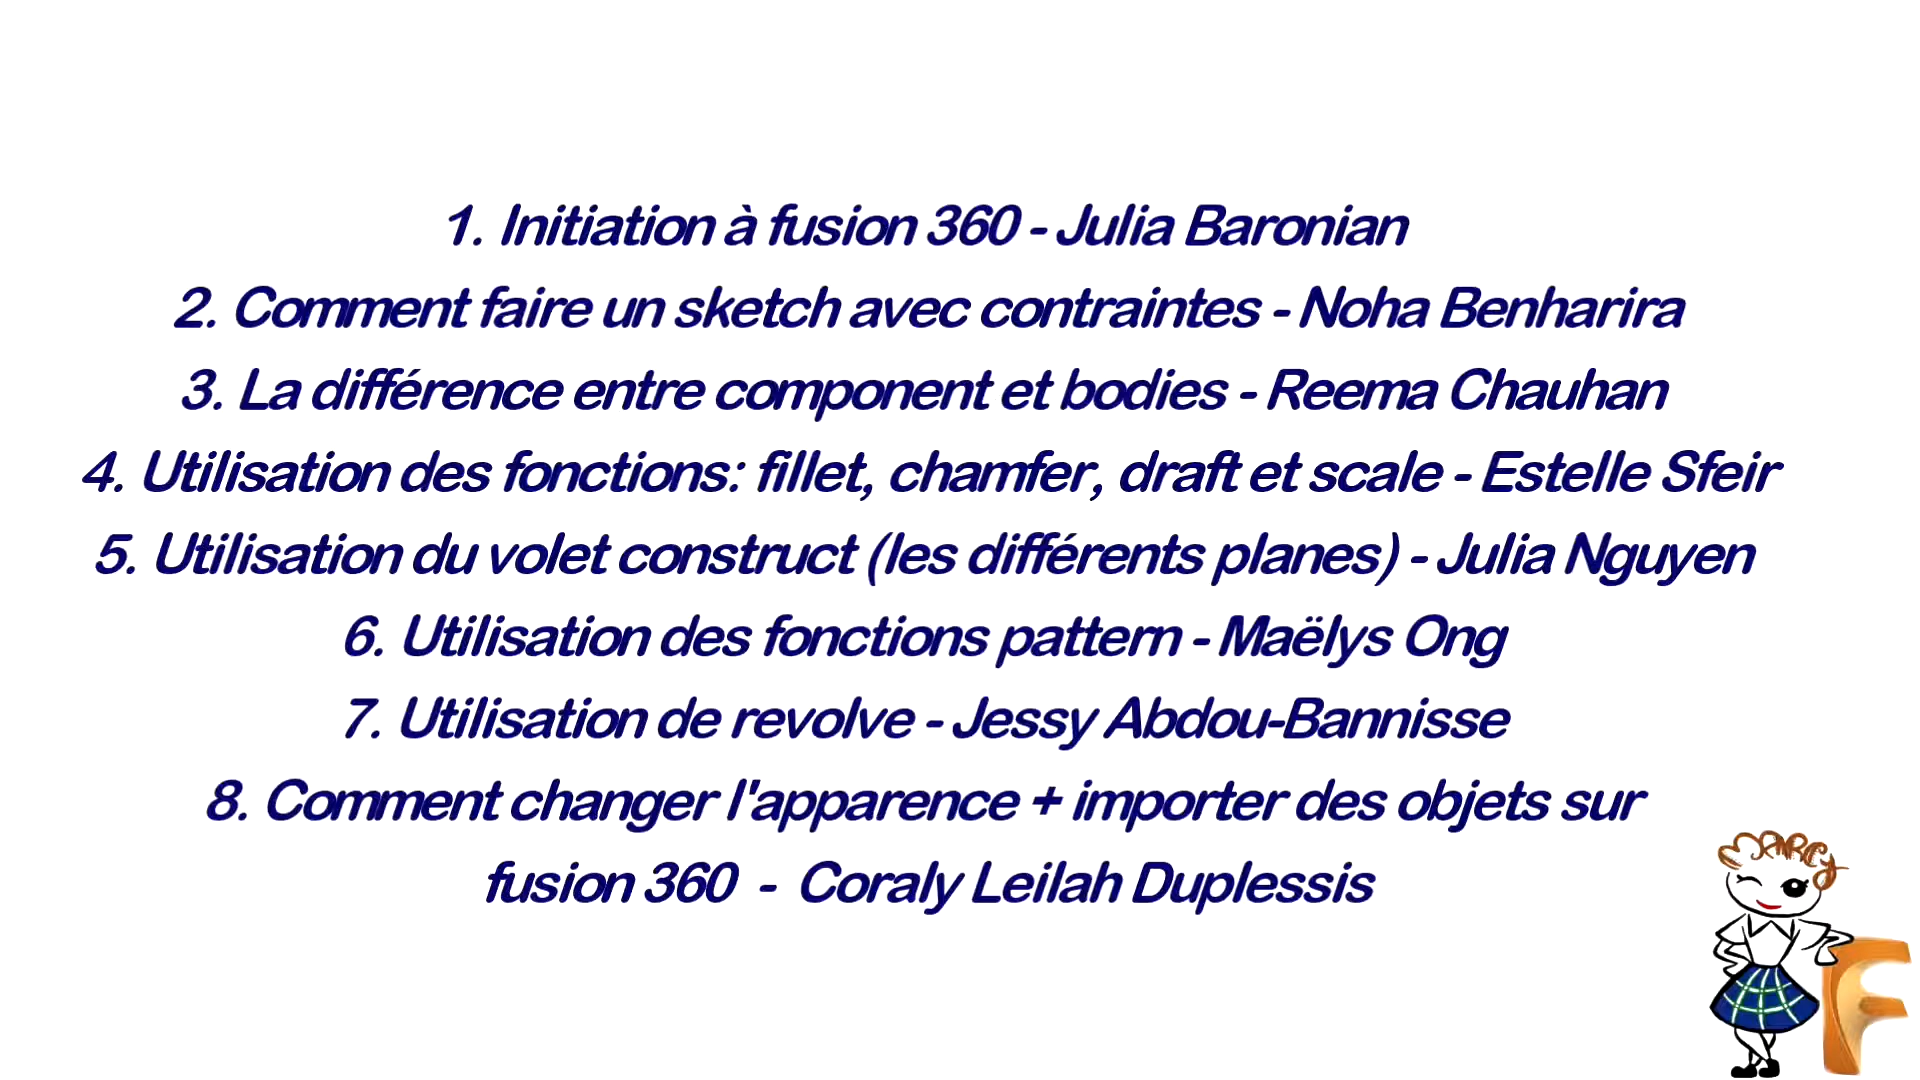 1. Initiation à fusion 360 - Julia Baronian
2. Comment faire un sketch avec contraintes - Noha Benharira
3. La différence entre component et bodies - Reema Chauhan
4. Utilisation des fonctions: fillet, chamfer, draft et scale - Estelle Sfeir
5. Utilisation du volet construct (les différents planes) - Julia Nguyen
6. Utilisation des fonctions pattern - Maëlys Ong
7. Utilisation de revolve - Jessy Abdou-Bannisse
8. Comment changer l'apparence + importer des objets sur
fusion 360 - Coraly Leilah Duplessis
MARCY
F